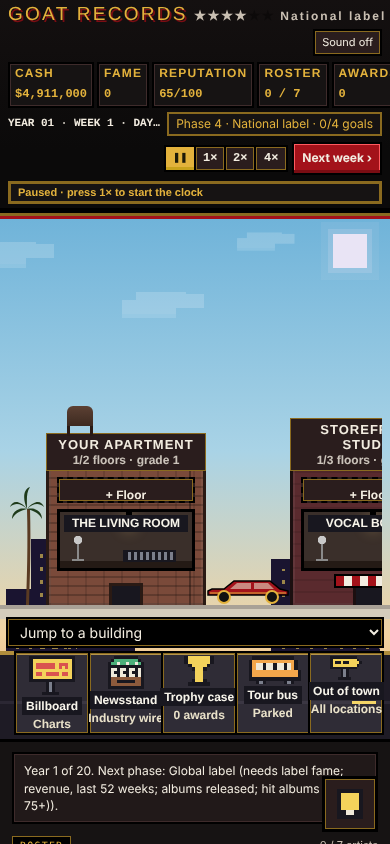 GOAT RECORDS ★★★★ National label
Sound off
CASH
$4,911,000
FAME
0
REPUTATION
65/100
ROSTER
0 / 7
AWARD
0
YEAR 01 · WEEK 1 · DAY…
Phase 4 · National label · 0/4 goals
1×
2×
4×
Next week ›
Paused · press 1× to start the clock
YOUR APARTMENT
1/2 floors · grade 1
+ Floor
THE LIVING ROOM
1/3 floors ·
+ Floo
VOCAL
Jump to a building
Billboard
Charts
Newsstand
Industry wire
Trophy case
0 awards
Tour bus
Parked
Out of town
All locations
Year 1 of 20. Next phase: Global label (needs label fame;
revenue, last 52 weeks; albums released; hit albums
75+)).
ROSTER
0 / 7 artists